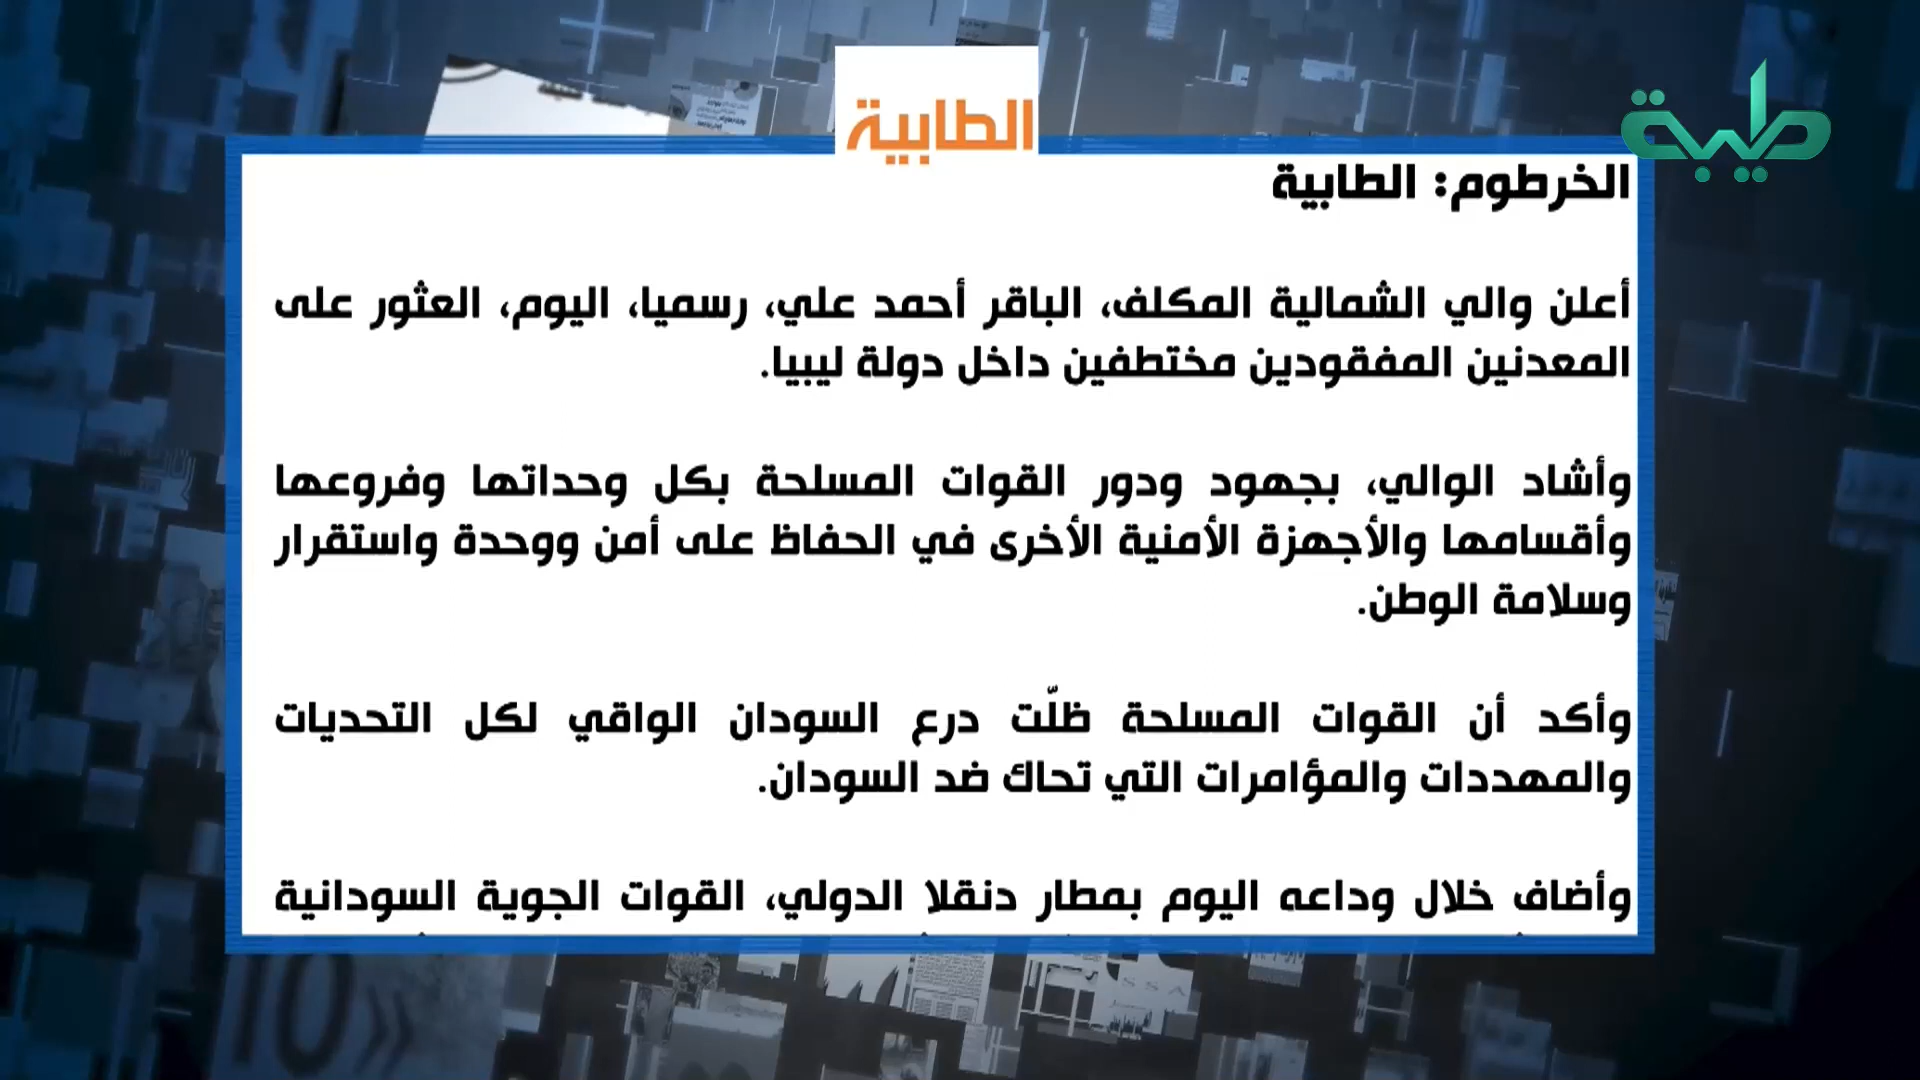 الطابية
طيبة
الخرطوم: الطابية
أعلن والي الشمالية المكلف، الباقر أحمد علي، رسميا، اليوم، العثور على
المعدنين المفقودين مختطفين داخل دولة ليبيا.
وأشاد الوالي، بجهود ودور القوات المسلحة بكل وحداتها وفروعها
وأقسامها والأجهزة الأمنية الأخرى في الحفاظ على أمن ووحدة واستقرار
وسلامة الوطن.
وأكد أن القوات المسلحة ظلّت درع السودان الواقي لكل التحديات
والمهددات والمؤامرات التي تحاك ضد السودان.
وأضاف خلال وداعه اليوم بمطار دنقلا الدولي، القوات الجوية السودانية